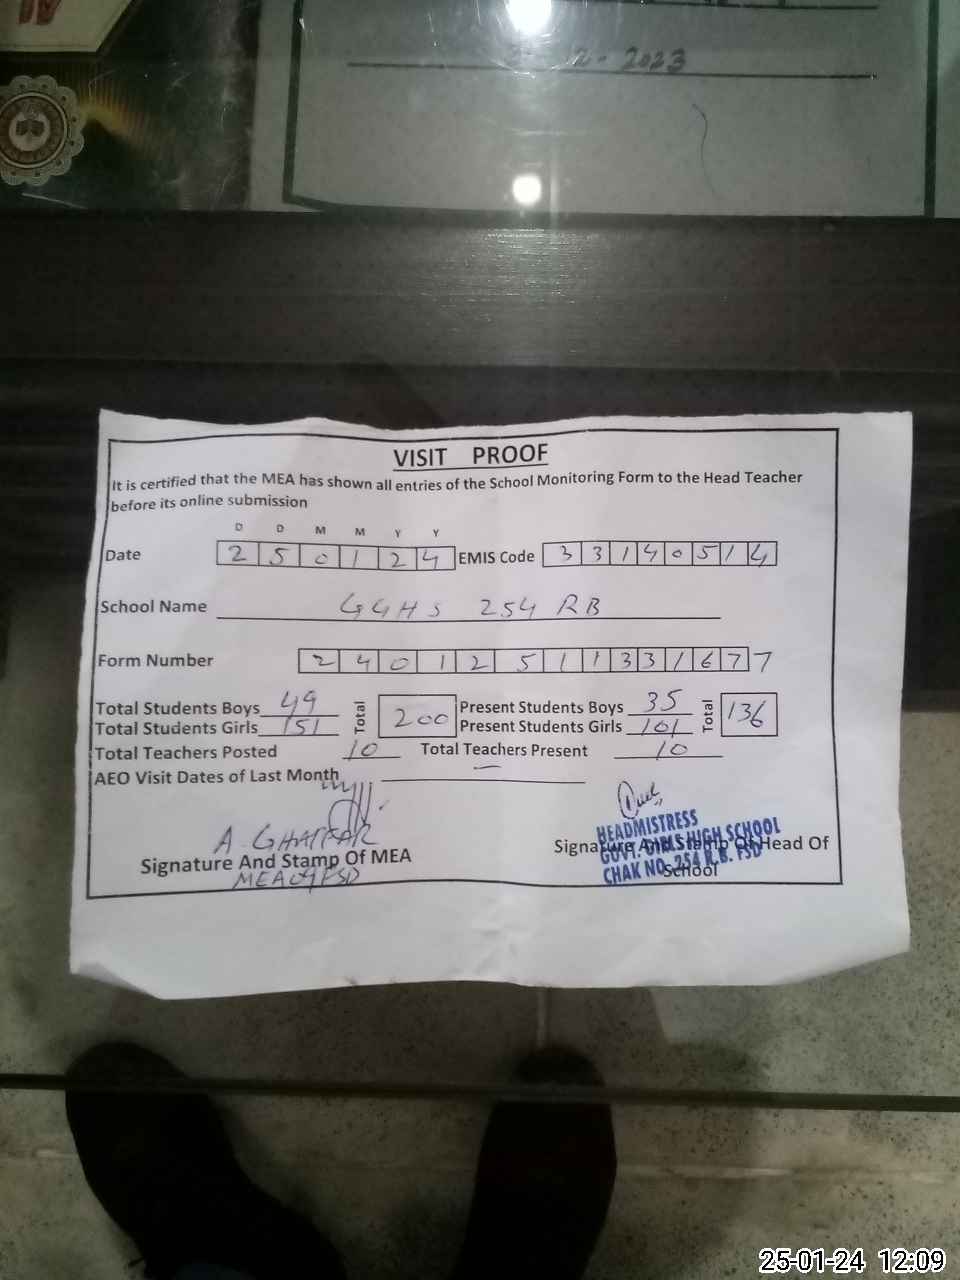 2-2023
VISIT PROOF
It is certified that the MEA has shown all entries of the School Monitoring Form to the Head Teacher
before its online submission
D D M M Y Y
Date 2 5 0 1 2 4 EMIS Code 3 3 1 4 0 5 1 4
School Name GGHS 254 RB
Form Number 2 4 0 1 2 5 1 1 3 3 1 6 7 7
Total Students Boys 49 Total 200 Present Students Boys 35 Total 136
Total Students Girls 151 Present Students Girls 101
Total Teachers Posted 10 Total Teachers Present 10
AEO Visit Dates of Last Month —
A. GHAFFAR
Signature And Stamp Of MEA
MEA 09 FSD
Signature And Stamp Of Head Of
School
HEADMISTRESS
GOVT. GIRLS HIGH SCHOOL
CHAK NO. 254 R.B. FSD
25-01-24 12:09